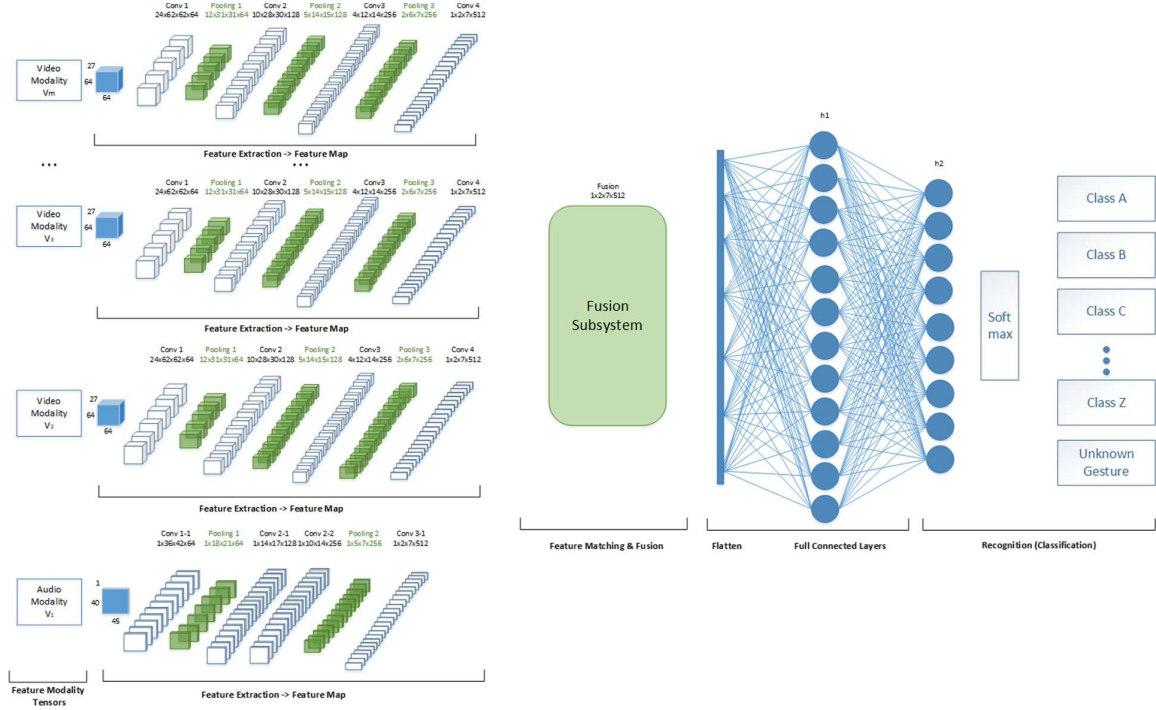 Conv 1 Pooling 1 Conv 2 Pooling 2 Conv3 Pooling 3 Conv 4
24x62x62x64 12x31x31x64 10x28x30x128 5x14x15x128 4x12x14x256 2x6x7x256 1x2x7x512
Video
Modality
Vm
27
64
64
Feature Extraction -> Feature Map
...
...
Conv 1 Pooling 1 Conv 2 Pooling 2 Conv3 Pooling 3 Conv 4
24x62x62x64 12x31x31x64 10x28x30x128 5x14x15x128 4x12x14x256 2x6x7x256 1x2x7x512
Video
Modality
V₃
27
64
64
Feature Extraction -> Feature Map
Conv 1 Pooling 1 Conv 2 Pooling 2 Conv3 Pooling 3 Conv 4
24x62x62x64 12x31x31x64 10x28x30x128 5x14x15x128 4x12x14x256 2x6x7x256 1x2x7x512
Video
Modality
V₂
27
64
64
Feature Extraction -> Feature Map
Conv 1-1 Pooling 1 Conv 2-1 Conv 2-2 Pooling 2 Conv 3-1
1x36x42x64 1x18x21x64 1x14x17x128 1x10x14x256 1x5x7x256 1x2x7x512
Audio
Modality
V₁
1
40
45
Feature Modality
Tensors
Feature Extraction -> Feature Map
Fusion
1x2x7x512
Fusion
Subsystem
Feature Matching & Fusion
h1
h2
Flatten
Full Connected Layers
Soft
max
Class A
Class B
Class C
Class Z
Unknown
Gesture
Recognition (Classification)